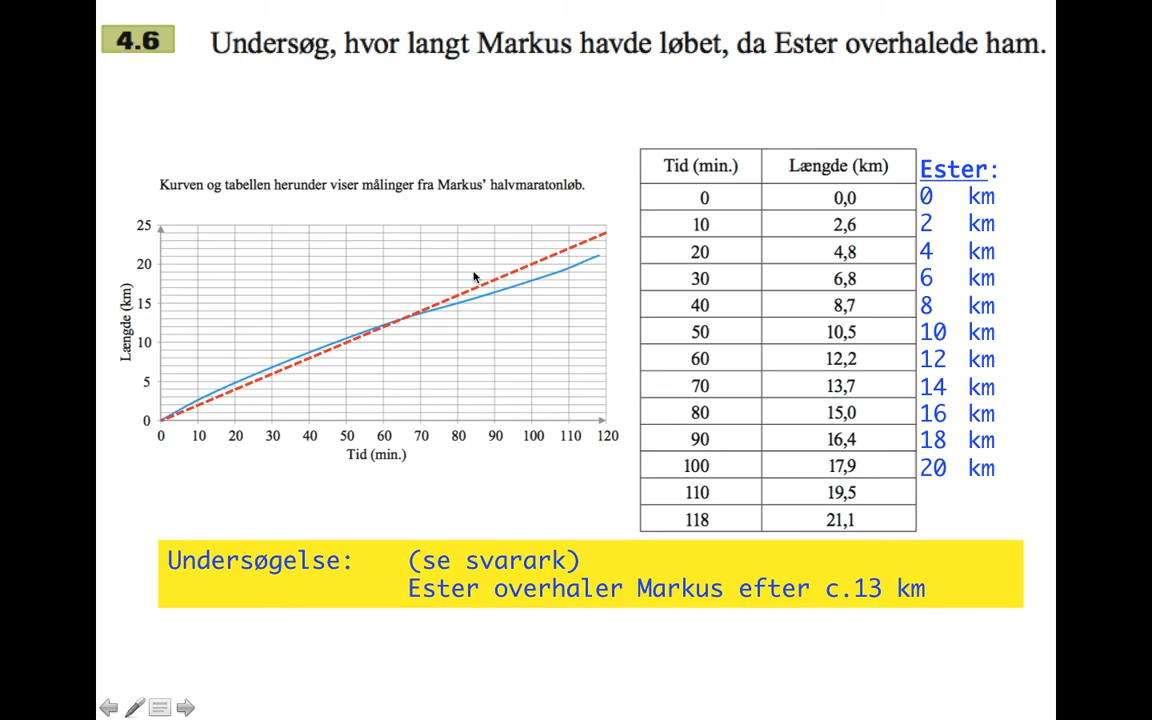 4.6 Undersøg, hvor langt Markus havde løbet, da Ester overhalede ham.
Kurven og tabellen herunder viser målinger fra Markus' halvmaratonløb.
25
20
15
10
5
0
Længde (km)
0 10 20 30 40 50 60 70 80 90 100 110 120
Tid (min.)
Tid (min.) Længde (km) Ester:
0 0,0 0 km
10 2,6 2 km
20 4,8 4 km
30 6,8 6 km
40 8,7 8 km
50 10,5 10 km
60 12,2 12 km
70 13,7 14 km
80 15,0 16 km
90 16,4 18 km
100 17,9 20 km
110 19,5
118 21,1
Undersøgelse: (se svarark)
Ester overhaler Markus efter c.13 km